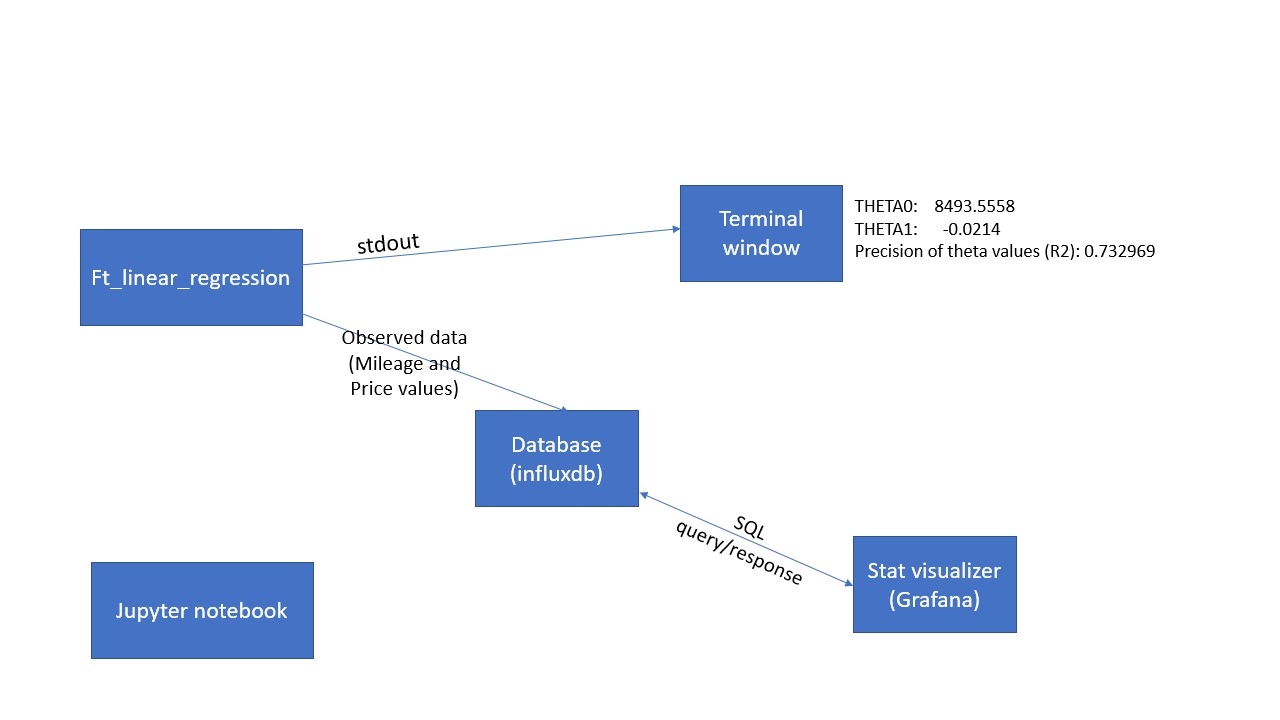 Terminal
window
THETA0: 8493.5558
THETA1: -0.0214
Precision of theta values (R2): 0.732969
stdout
Ft_linear_regression
Observed data
(Mileage and
Price values)
Database
(influxdb)
SQL
query/response
Stat visualizer
(Grafana)
Jupyter notebook